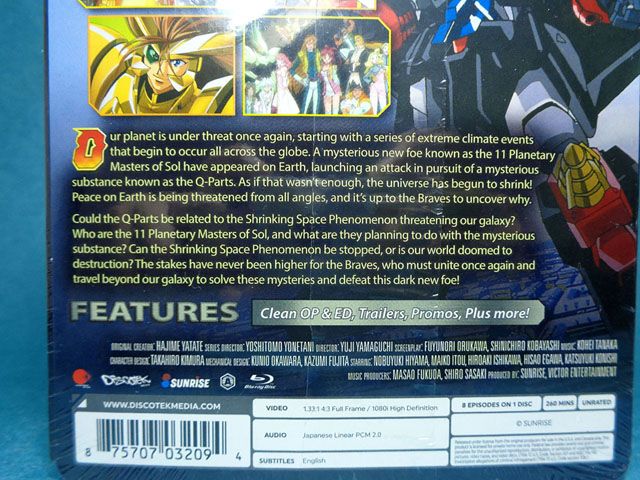 Our planet is under threat once again, starting with a series of extreme climate events
that begin to occur all across the globe. A mysterious new foe known as the 11 Planetary
Masters of Sol have appeared on Earth, launching an attack in pursuit of a mysterious
substance known as the Q-Parts. As if that wasn't enough, the universe has begun to shrink!
Peace on Earth is being threatened from all angles, and it's up to the Braves to uncover why.
Could the Q-Parts be related to the Shrinking Space Phenomenon threatening our galaxy?
Who are the 11 Planetary Masters of Sol, and what are they planning to do with the mysterious
substance? Can the Shrinking Space Phenomenon be stopped, or is our world doomed to
destruction? The stakes have never been higher for the Braves, who must unite once again and
travel beyond our galaxy to solve these mysteries and defeat this dark new foe!
FEATURES Clean OP & ED, Trailers, Promos, Plus more!
ORIGINAL CREATOR: HAJIME YATATE SERIES DIRECTOR: YOSHITOMO YONETANI DIRECTOR: YUJI YAMAGUCHI SCREENPLAY: FUYUNORI ORUKAWA, SHINICHIRO KOBAYASHI MUSIC: KOHEI TANAKA
CHARACTER DESIGN: TAKAHIRO KIMURA MECHANICAL DESIGN: KUNIO OKAWARA, KAZUMI FUJITA STARRING: NOBUYUKI HIYAMA, MAIKO ITOU, HIROAKI ISHIKAWA, HISAO EGAWA, KATSUYUKI KONISHI
MUSIC PRODUCERS: MASAO FUKUDA, SHIRO SASAKI PRODUCED BY: SUNRISE, VICTOR ENTERTAINMENT
DISCOTEK SUNRISE Blu-ray Disc
WWW.DISCOTEKMEDIA.COM
VIDEO 1.33:1 4:3 Full Frame / 1080i High Definition
8 EPISODES ON 1 DISC 260 MINS UNRATED
AUDIO Japanese Linear PCM 2.0
© SUNRISE
SUBTITLES English
8 75707 03209 4